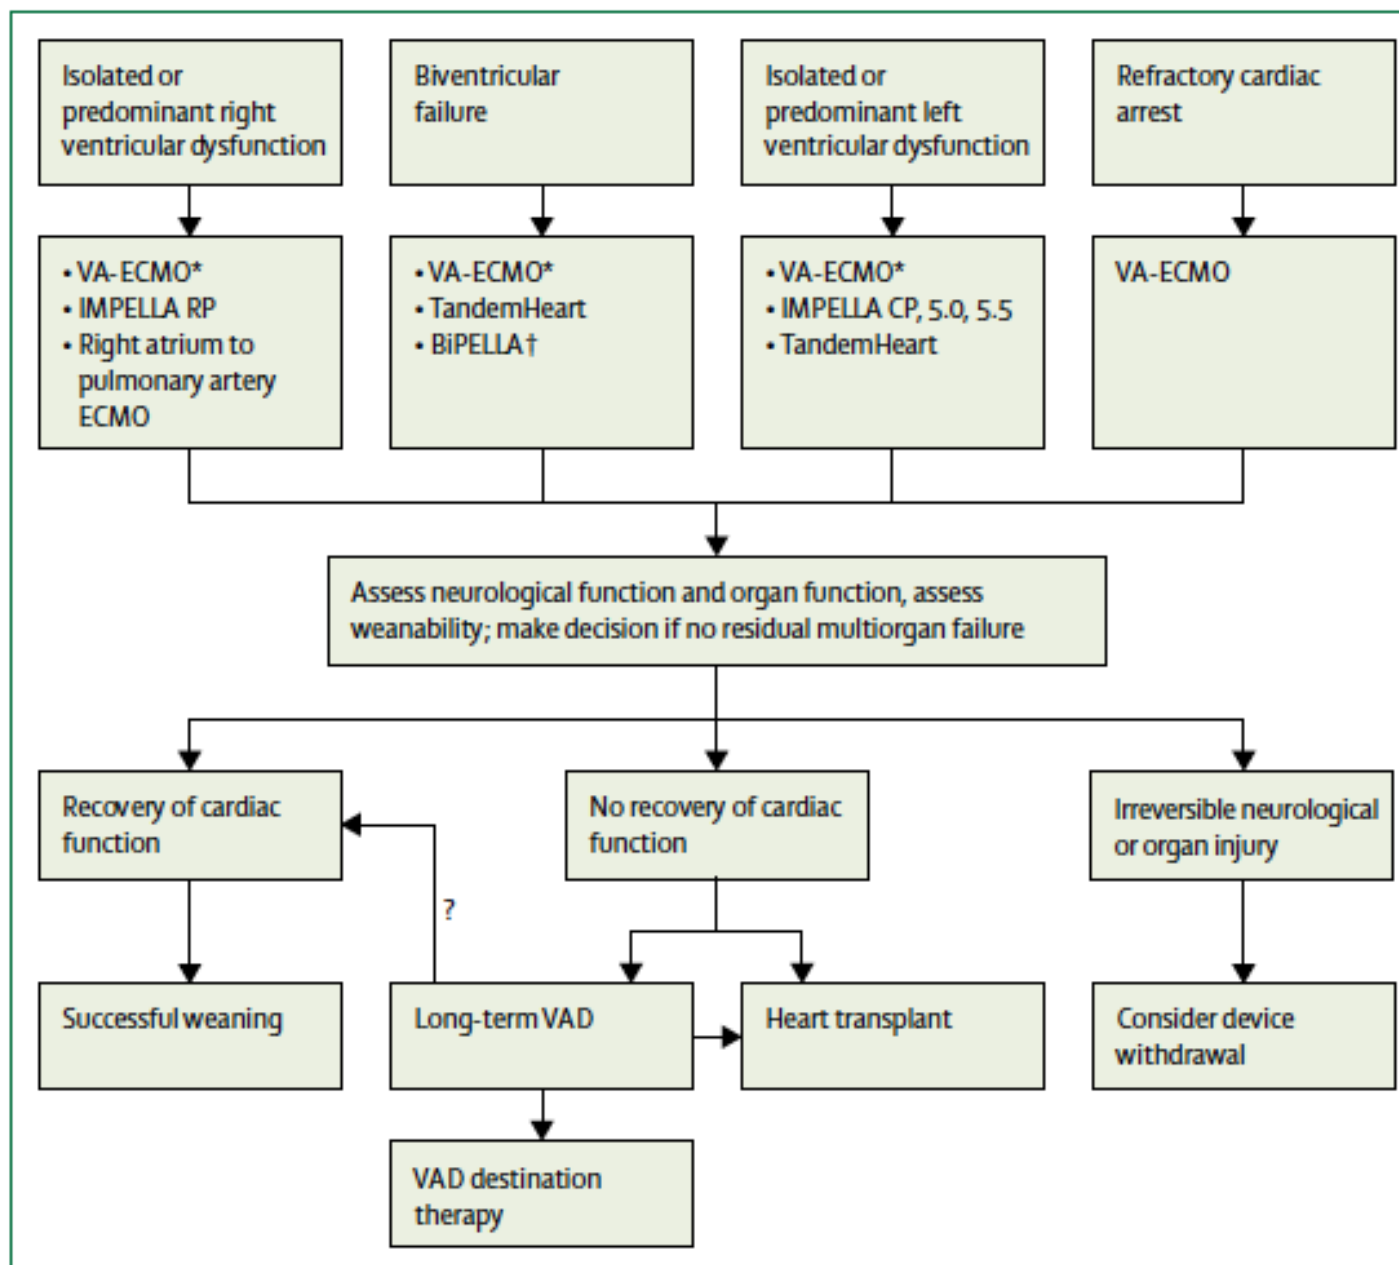 Isolated or
predominant right
ventricular dysfunction
Biventricular
failure
Isolated or
predominant left
ventricular dysfunction
Refractory cardiac
arrest
• VA-ECMO*
• IMPELLA RP
• Right atrium to
pulmonary artery
ECMO
• VA-ECMO*
• TandemHeart
• BiPELLA†
• VA-ECMO*
• IMPELLA CP, 5.0, 5.5
• TandemHeart
VA-ECMO
Assess neurological function and organ function, assess
weanability; make decision if no residual multiorgan failure
Recovery of cardiac
function
No recovery of cardiac
function
Irreversible neurological
or organ injury
?
Successful weaning
Long-term VAD
Heart transplant
Consider device
withdrawal
VAD destination
therapy